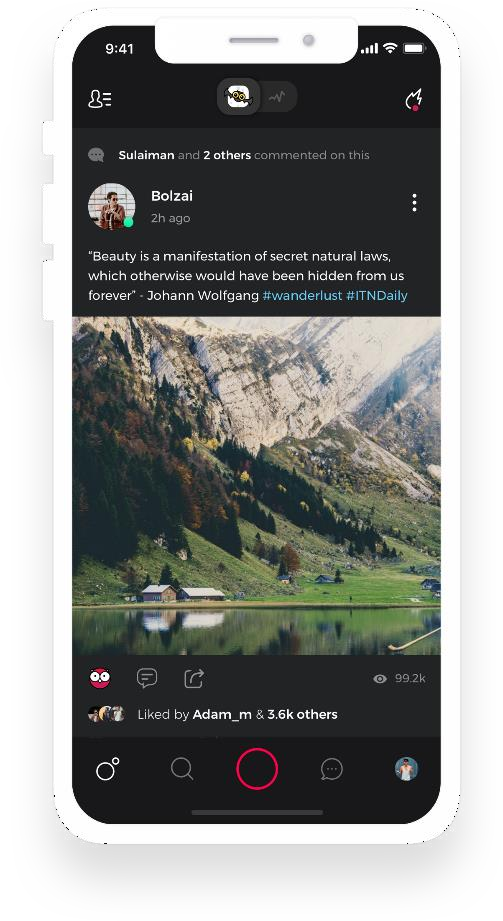 9:41
Sulaiman and 2 others commented on this
Bolzai
2h ago
“Beauty is a manifestation of secret natural laws,
which otherwise would have been hidden from us
forever” - Johann Wolfgang #wanderlust #ITNDaily
99.2k
Liked by Adam_m & 3.6k others